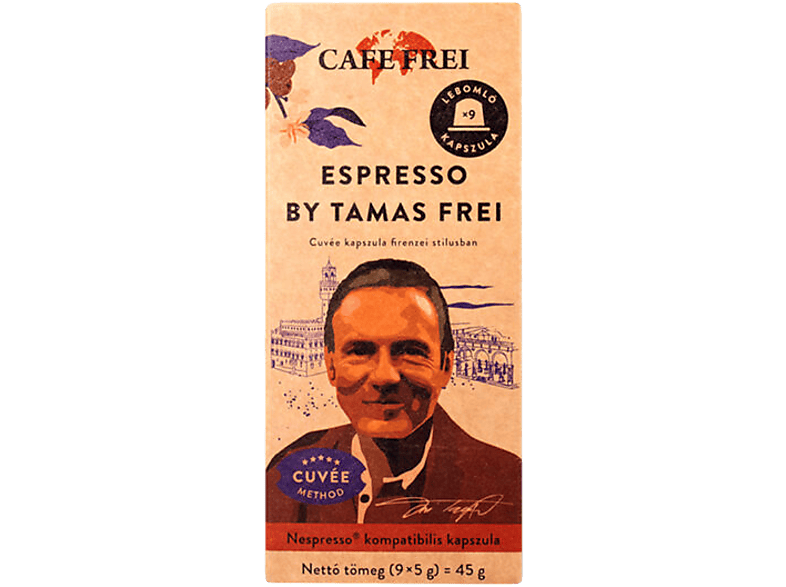 CAFE FREI
LEBOMLÓ
×9
KAPSZULA
ESPRESSO
BY TAMAS FREI
Cuvée kapszula firenzei stílusban
CUVÉE
METHOD
Nespresso® kompatibilis kapszula
Nettó tömeg (9×5 g) = 45 g